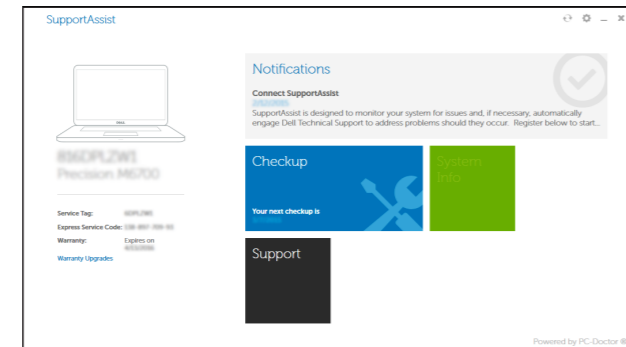 SupportAssist
DELL
Precision M6700
Service Tag:
Express Service Code:
Warranty: Expires on
Warranty Upgrades
Notifications
Connect SupportAssist
SupportAssist is designed to monitor your system for issues and, if necessary, automatically
engage Dell Technical Support to address problems should they occur. Register below to start...
Checkup
Your next checkup is
System
Info
Support
Powered by PC-Doctor ®